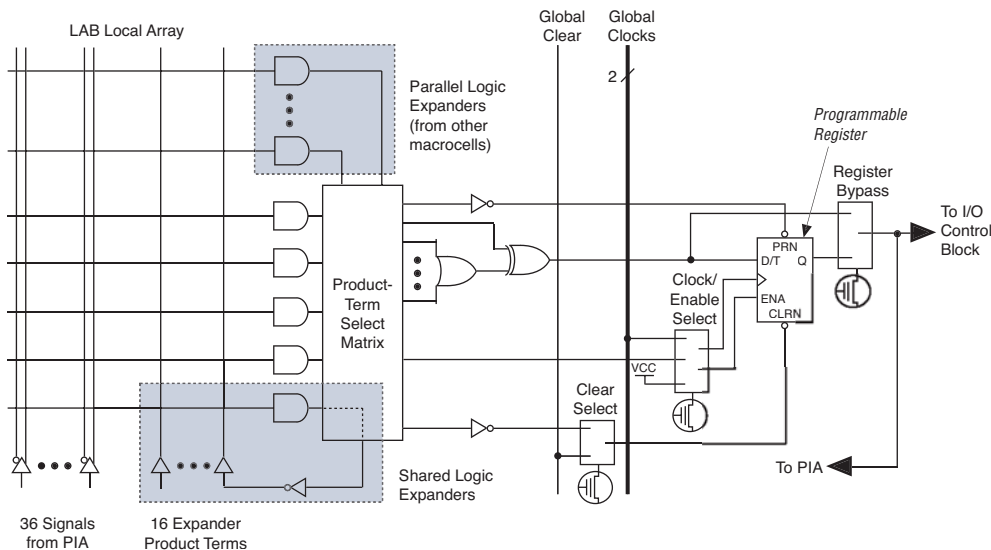 LAB Local Array
Global
Clear
Global
Clocks
2
Parallel Logic
Expanders
(from other
macrocells)
Programmable
Register
Register
Bypass
To I/O
Control
Block
PRN
D/T
Q
ENA
CLRN
Clock/
Enable
Select
Product-
Term
Select
Matrix
VCC
Clear
Select
To PIA
Shared Logic
Expanders
36 Signals
from PIA
16 Expander
Product Terms